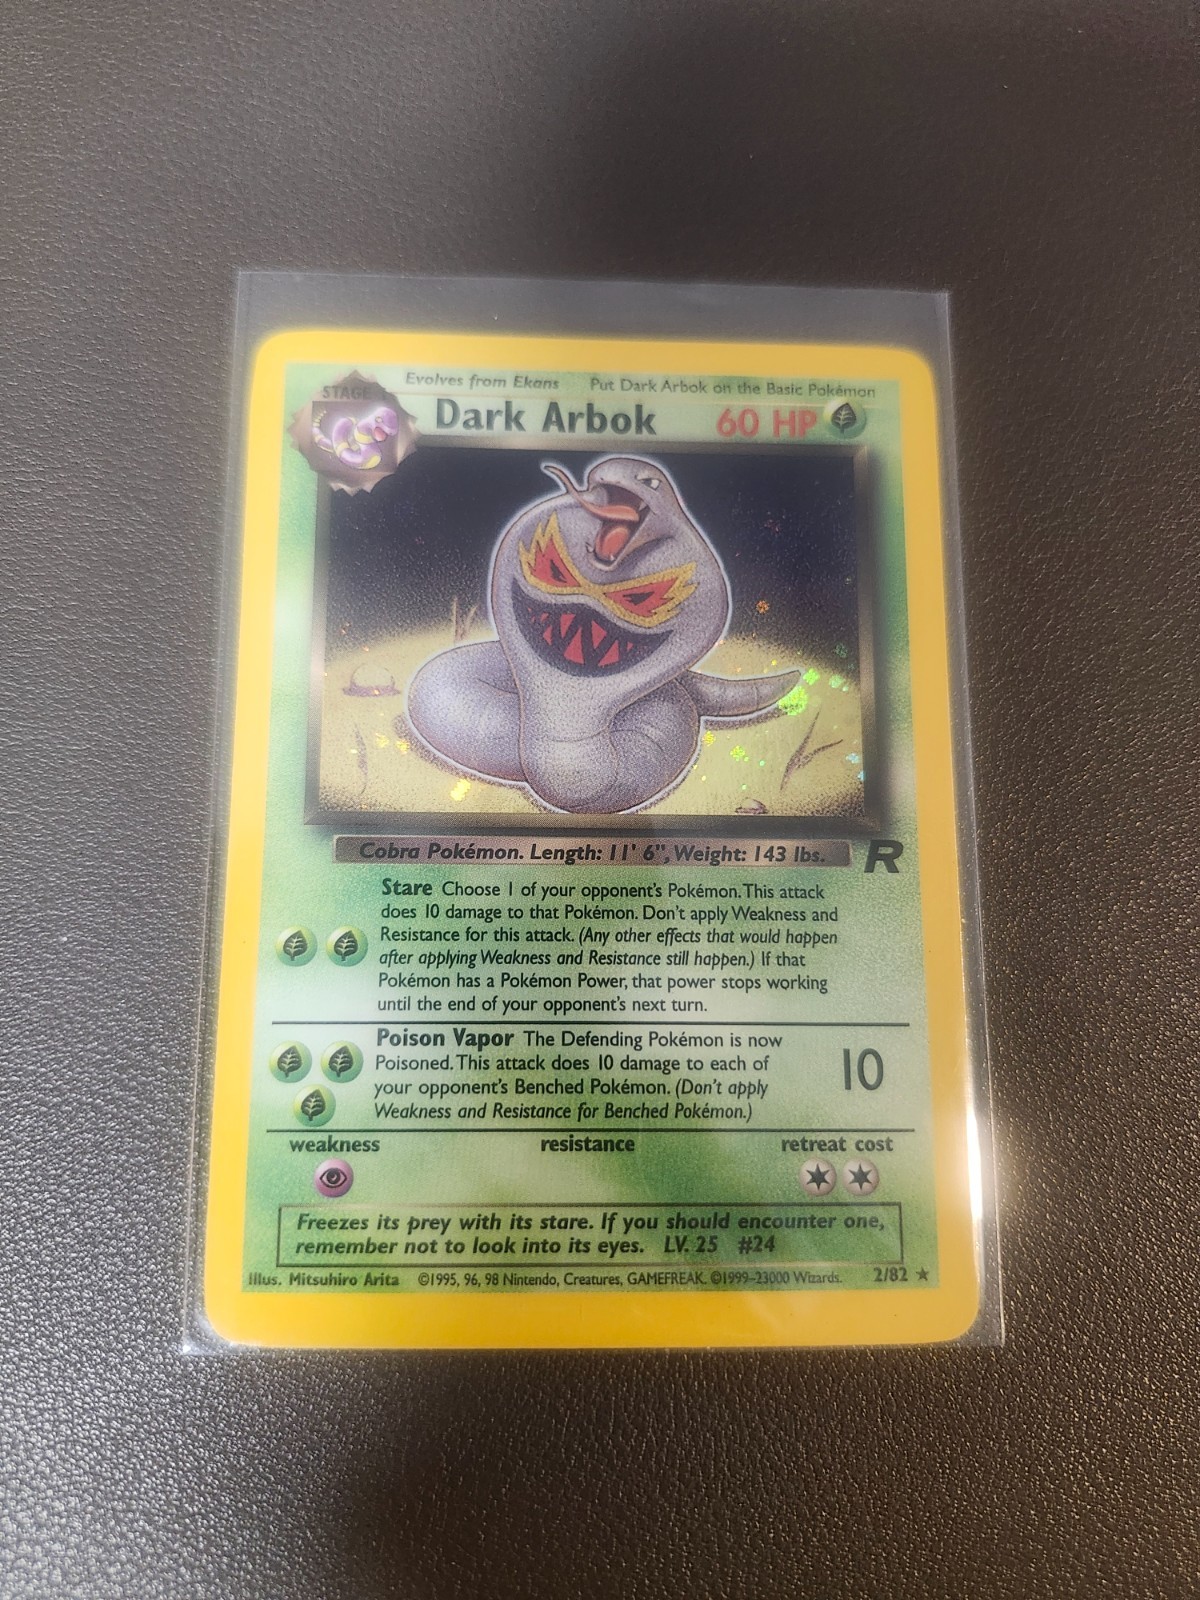 STAGE
Evolves from Ekans Put Dark Arbok on the Basic Pokémon
Dark Arbok 60 HP
Cobra Pokémon. Length: 11' 6", Weight: 143 lbs.
R
Stare Choose 1 of your opponent's Pokémon. This attack
does 10 damage to that Pokémon. Don't apply Weakness and
Resistance for this attack. (Any other effects that would happen
after applying Weakness and Resistance still happen.) If that
Pokémon has a Pokémon Power, that power stops working
until the end of your opponent's next turn.
Poison Vapor The Defending Pokémon is now
Poisoned. This attack does 10 damage to each of
your opponent's Benched Pokémon. (Don't apply
Weakness and Resistance for Benched Pokémon.)
10
weakness resistance retreat cost
Freezes its prey with its stare. If you should encounter one,
remember not to look into its eyes. LV. 25 #24
Illus. Mitsuhiro Arita ©1995, 96, 98 Nintendo, Creatures, GAMEFREAK. ©1999–23000 Wizards. 2/82 ★